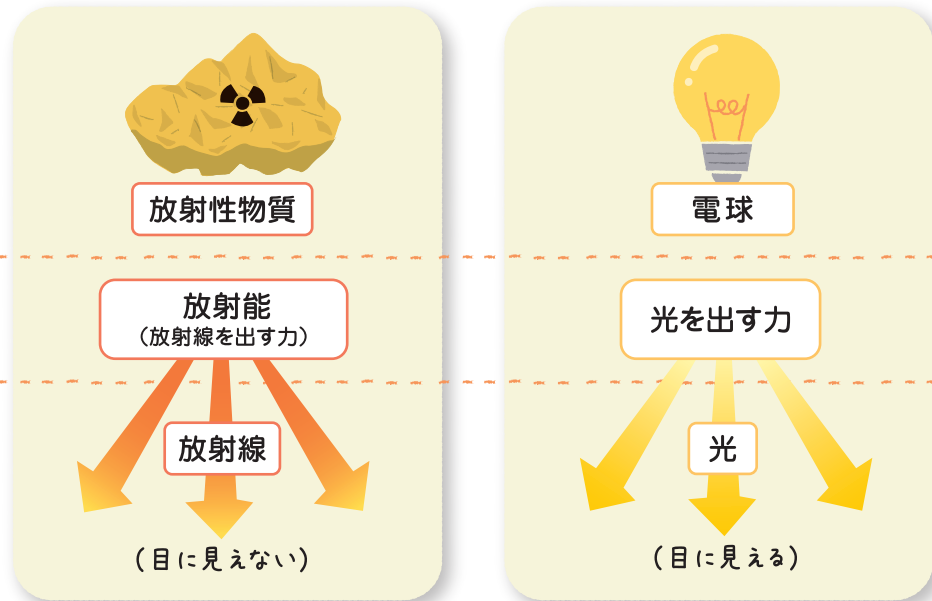 放射性物質
放射能
(放射線を出す力)
放射線
(目に見えない)
電球
光を出す力
光
(目に見える)